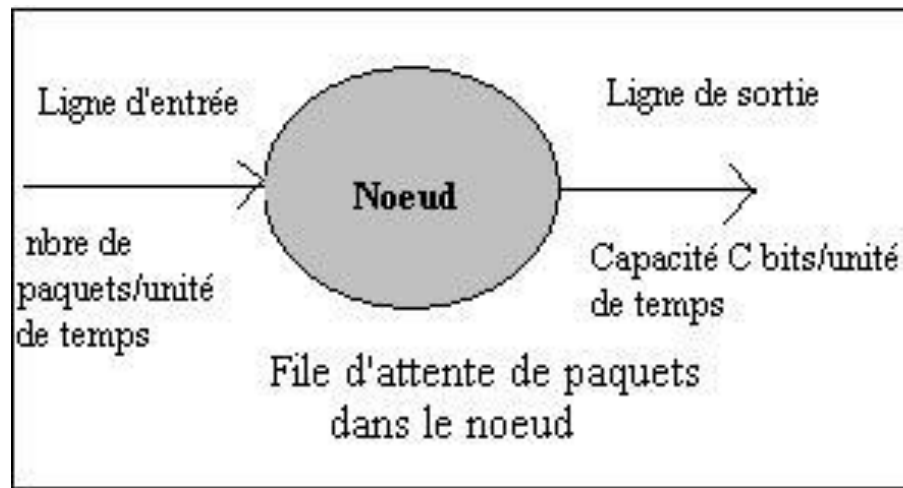 Ligne d'entrée
Ligne de sortie
Noeud
nbre de
paquets/unité
de temps
Capacité C bits/unité
de temps
File d'attente de paquets
dans le noeud